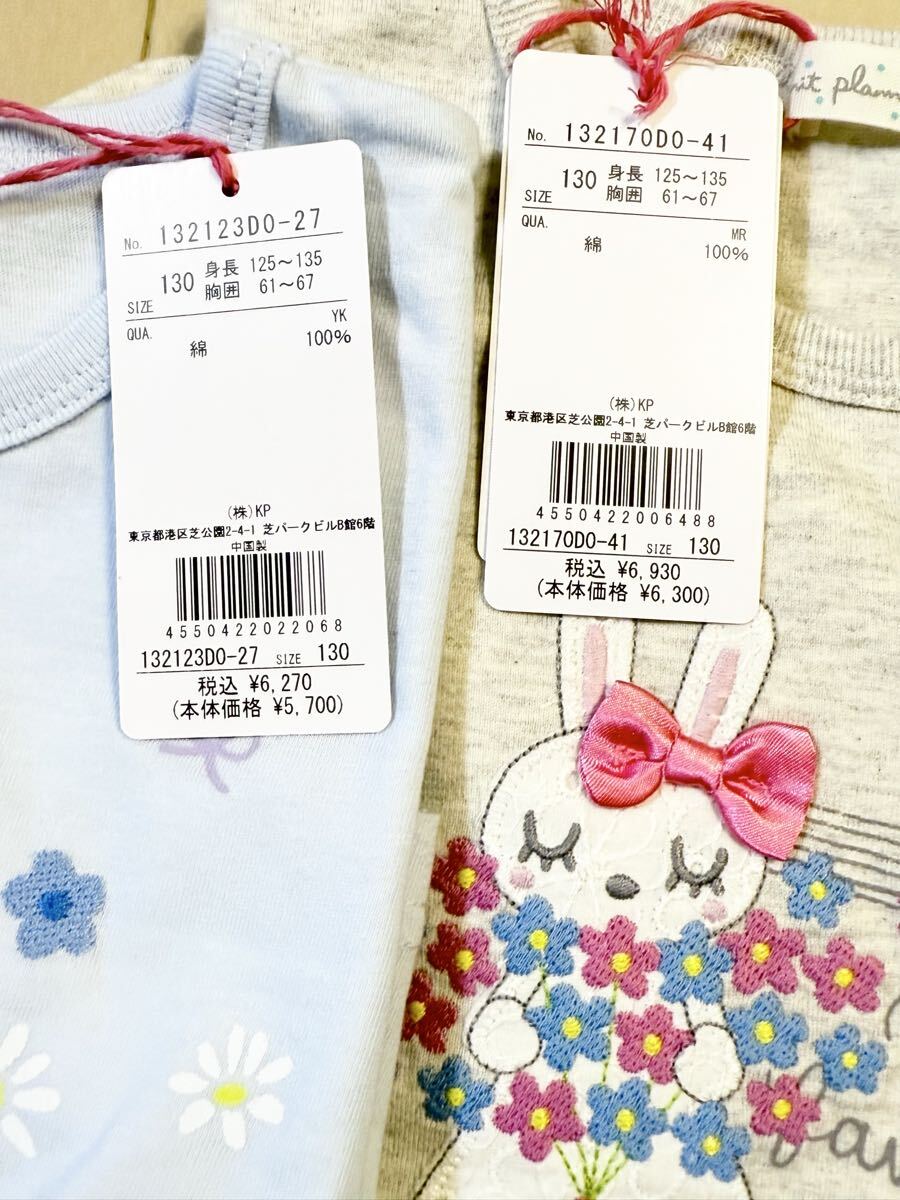 No. 132123D0-27
SIZE 130 身長 125~135
胸囲 61~67
YK
QUA. 綿 100%
(株)KP
東京都港区芝公園2-4-1 芝パークビルB館6階
中国製
4550422022068
132123D0-27 SIZE 130
税込 ¥6,270
(本体価格 ¥5,700)
No. 132170D0-41
SIZE 130 身長 125~135
胸囲 61~67
MR
QUA. 綿 100%
(株)KP
東京都港区芝公園2-4-1 芝パークビルB館6階
中国製
4550422006488
132170D0-41 SIZE 130
税込 ¥6,930
(本体価格 ¥6,300)